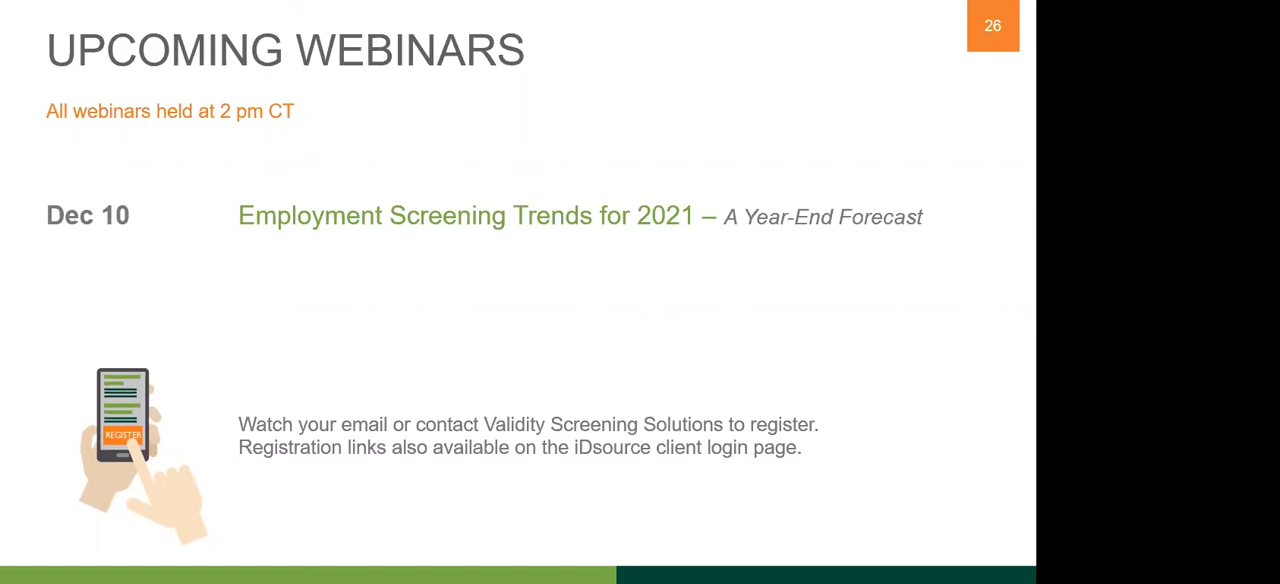 26
UPCOMING WEBINARS
All webinars held at 2 pm CT
Dec 10
Employment Screening Trends for 2021 – A Year-End Forecast
REGISTER
Watch your email or contact Validity Screening Solutions to register.
Registration links also available on the iDsource client login page.